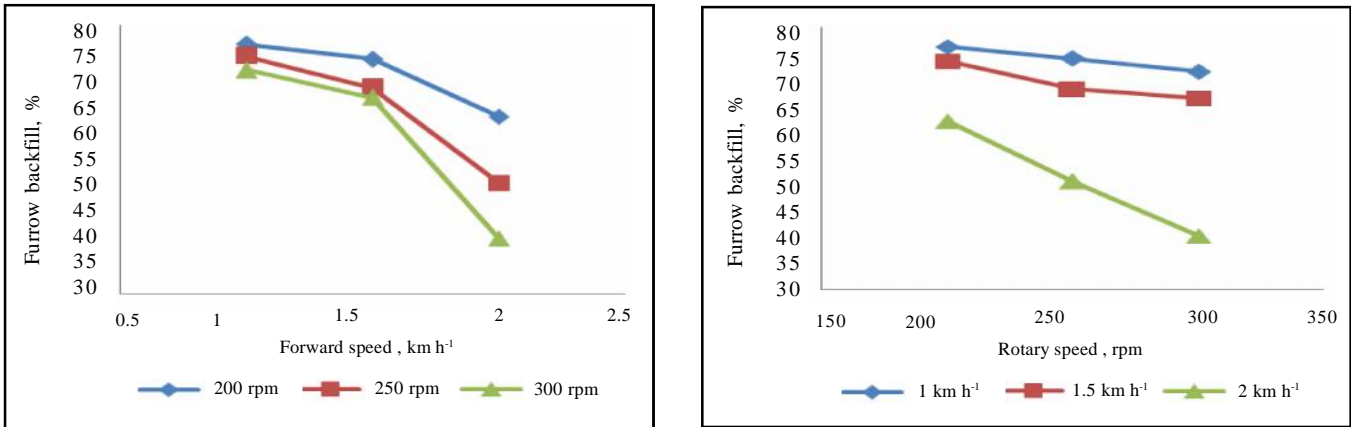 80
75
70
65
60
55
50
45
40
35
30
Furrow backfill, %
0.5 1 1.5 2 2.5
Forward speed , km h-1
200 rpm 250 rpm 300 rpm
80
75
70
65
60
55
50
45
40
35
30
Furrow backfill, %
150 200 250 300 350
Rotary speed , rpm
1 km h-1 1.5 km h-1 2 km h-1